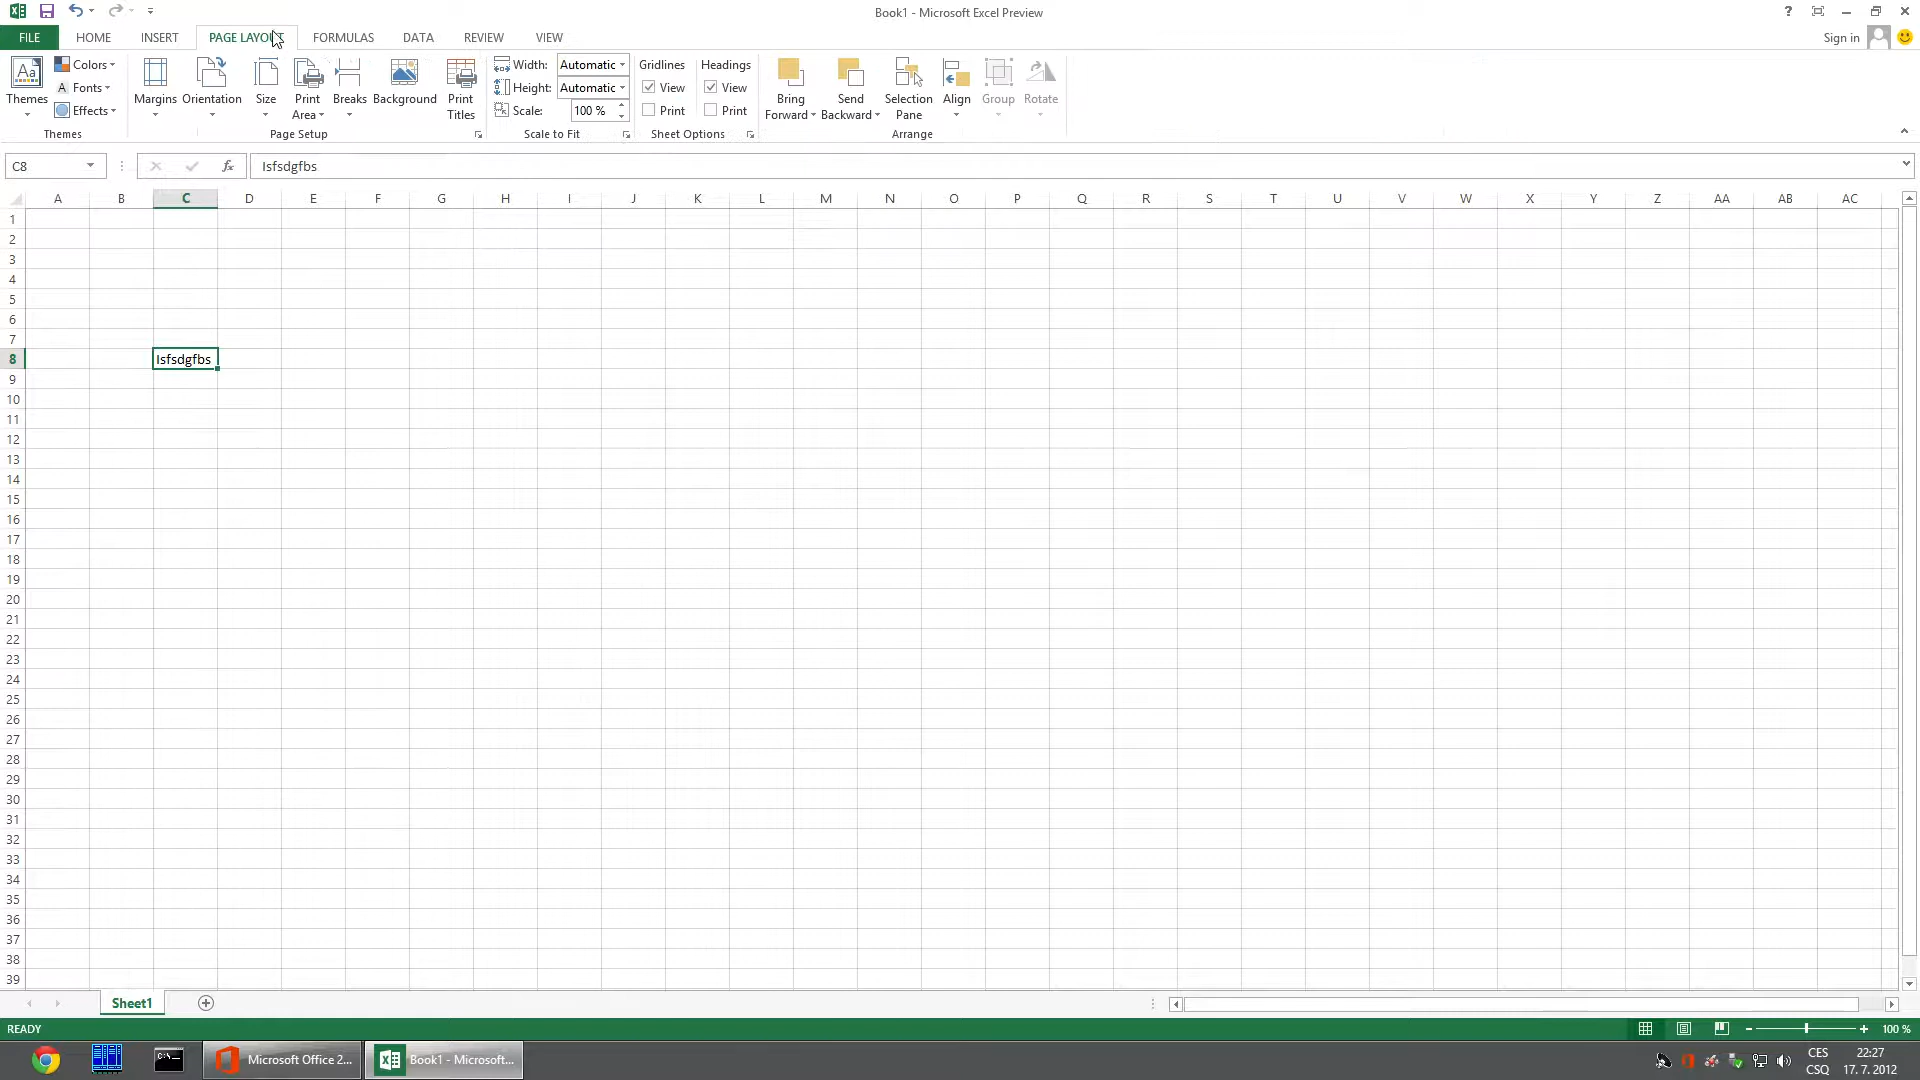 Book1 - Microsoft Excel Preview
FILE HOME INSERT PAGE LAYOUT FORMULAS DATA REVIEW VIEW Sign in
Themes
Colors
Fonts
Effects
Themes
Margins Orientation Size Print Area Breaks Background Print Titles
Page Setup
Width: Automatic
Height: Automatic
Scale: 100 %
Scale to Fit
Gridlines Headings
View View
Print Print
Sheet Options
Bring Forward Send Backward Selection Pane Align Group Rotate
Arrange
C8 fx Isfsdgfbs
A B C D E F G H I J K L M N O P Q R S T U V W X Y Z AA AB AC
1
2
3
4
5
6
7
8 Isfsdgfbs
9
10
11
12
13
14
15
16
17
18
19
20
21
22
23
24
25
26
27
28
29
30
31
32
33
34
35
36
37
38
39
Sheet1
READY 100 %
Microsoft Office 2... Book1 - Microsoft... CES 22:27
CSQ 17. 7. 2012